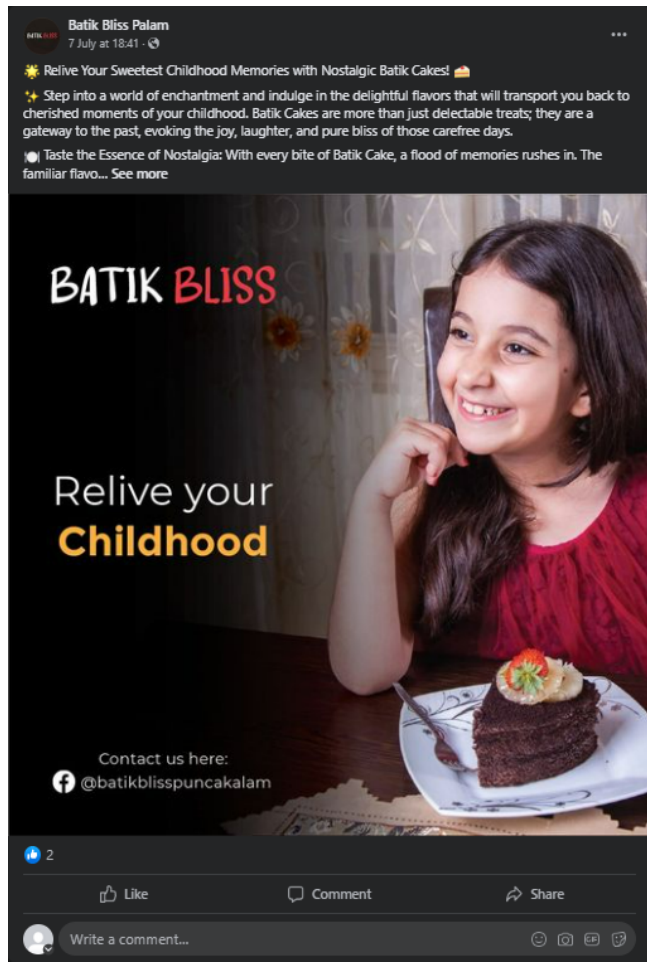 BATIK BLISS
Batik Bliss Palam
7 July at 18:41 ·
Relive Your Sweetest Childhood Memories with Nostalgic Batik Cakes!
Step into a world of enchantment and indulge in the delightful flavors that will transport you back to
cherished moments of your childhood. Batik Cakes are more than just delectable treats; they are a
gateway to the past, evoking the joy, laughter, and pure bliss of those carefree days.
Taste the Essence of Nostalgia: With every bite of Batik Cake, a flood of memories rushes in. The
familiar flavo... See more
BATIK BLISS
Relive your
Childhood
Contact us here:
@batikblisspuncakalam
2
Like
Comment
Share
Write a comment...
GIF